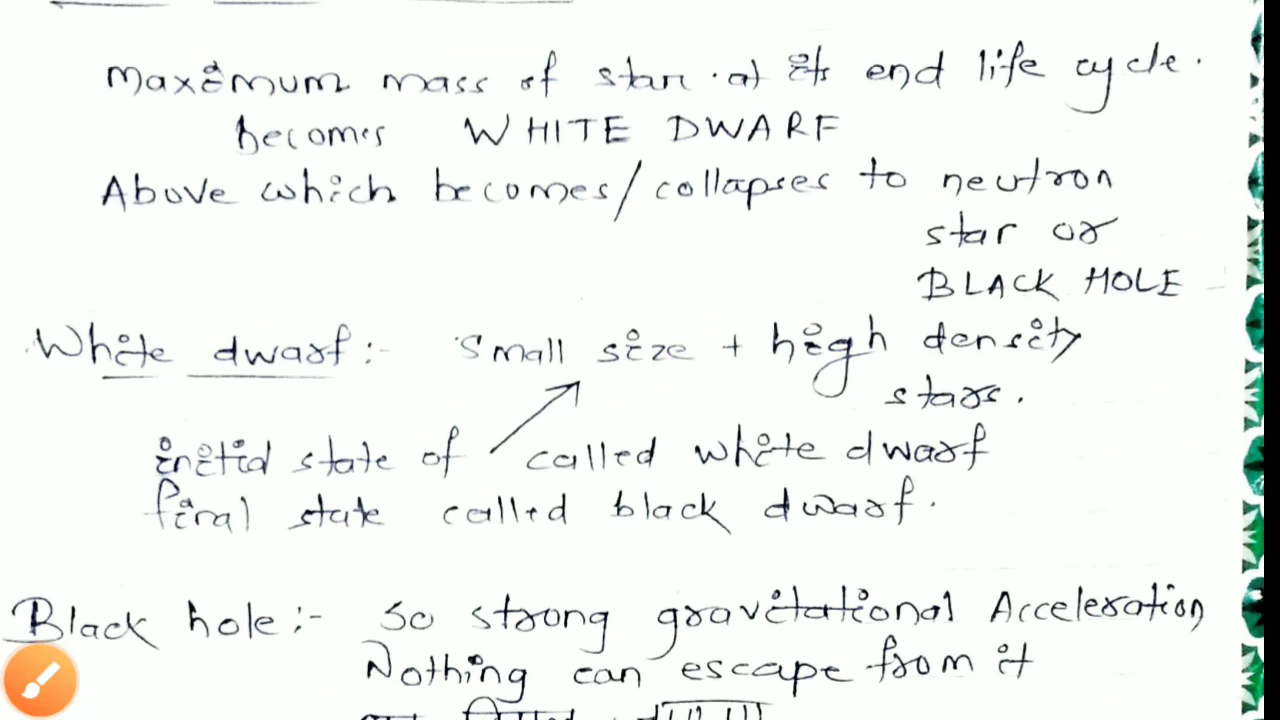 Maximum mass of star at its end life cycle.
becomes WHITE DWARF
Above which becomes/collapses to neutron
star or
BLACK HOLE
White dwarf:- Small size + high density
stars.
initial state of called white dwarf
final state called black dwarf.
Black hole:- So strong gravitational Acceleration
Nothing can escape from it